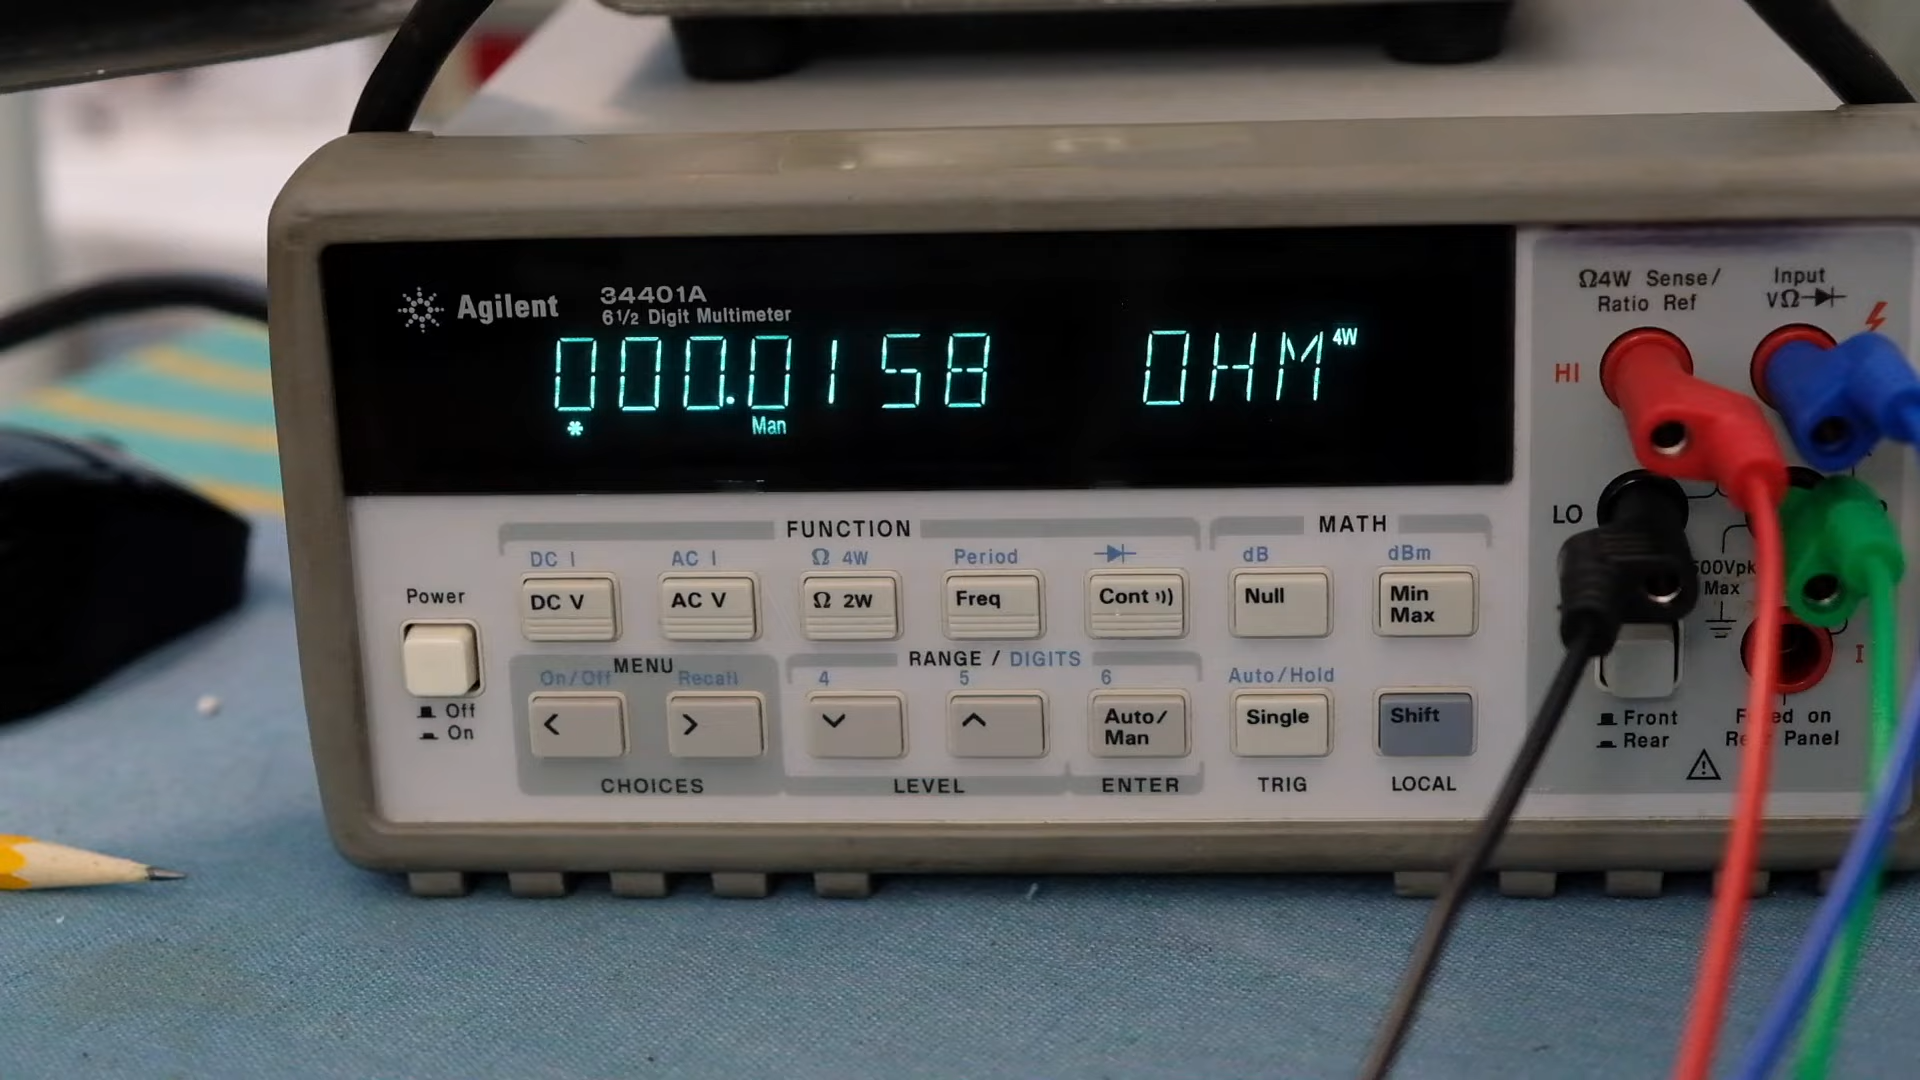 Agilent
34401A
6½ Digit Multimeter
000.0158 OHM 4W
* Man
Ω4W Sense/
Ratio Ref
Input
VΩ
HI
LO
500Vpk
Max
I
FUNCTION
MATH
DC I
AC I
Ω 4W
Period
dB
dBm
Power
DC V
AC V
Ω 2W
Freq
Cont
Null
Min
Max
MENU
RANGE / DIGITS
On/Off
Recall
4
5
6
Auto/Hold
Off
On
<
>
Auto/
Man
Single
Shift
CHOICES
LEVEL
ENTER
TRIG
LOCAL
Front
Rear
on
Panel